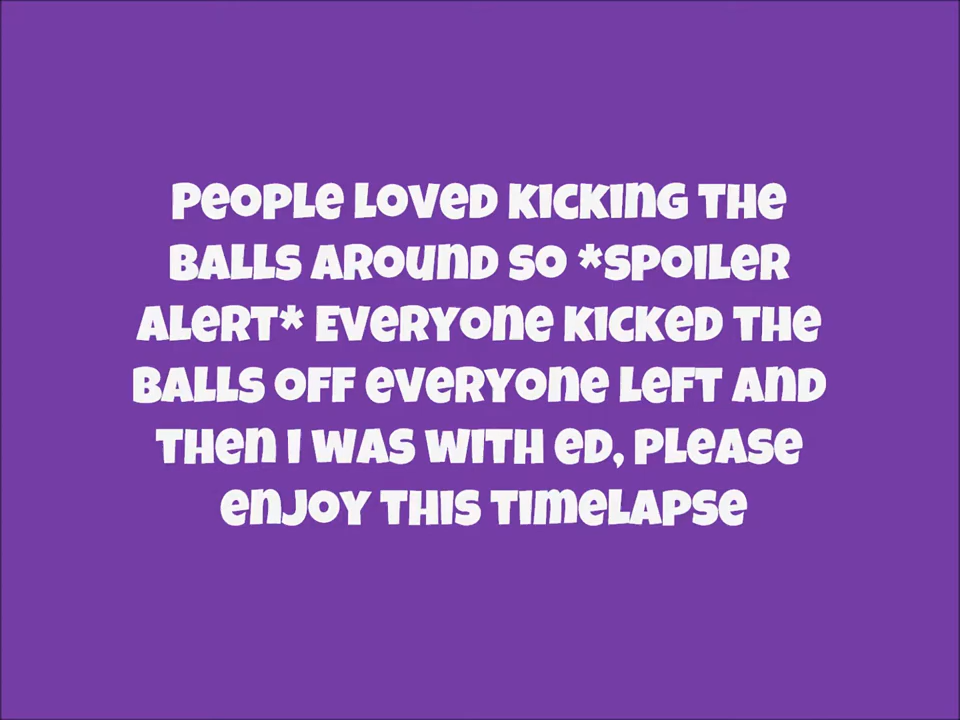 People loved kicking the
balls around so *spoiler
alert* Everyone kicked the
balls off everyone left and
then I was with Ed, please
enjoy this timelapse